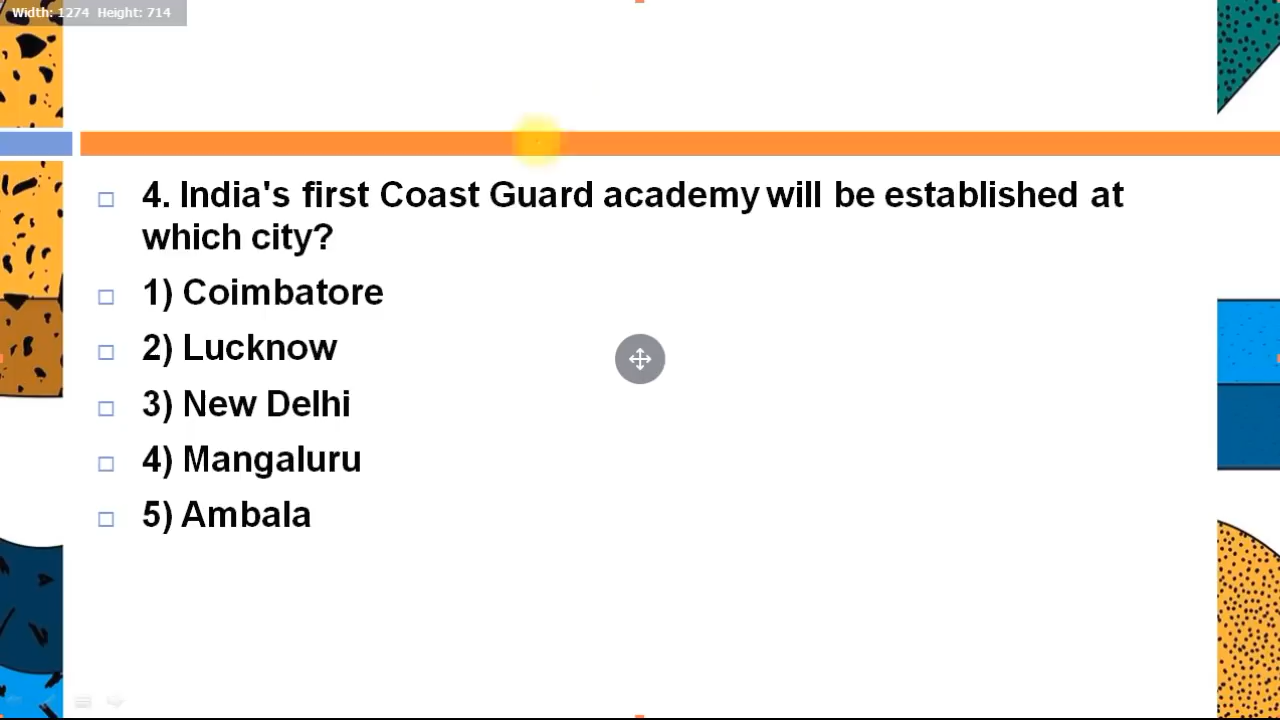 Width: 1274 Height: 714
4. India's first Coast Guard academy will be established at
which city?
1) Coimbatore
2) Lucknow
3) New Delhi
4) Mangaluru
5) Ambala